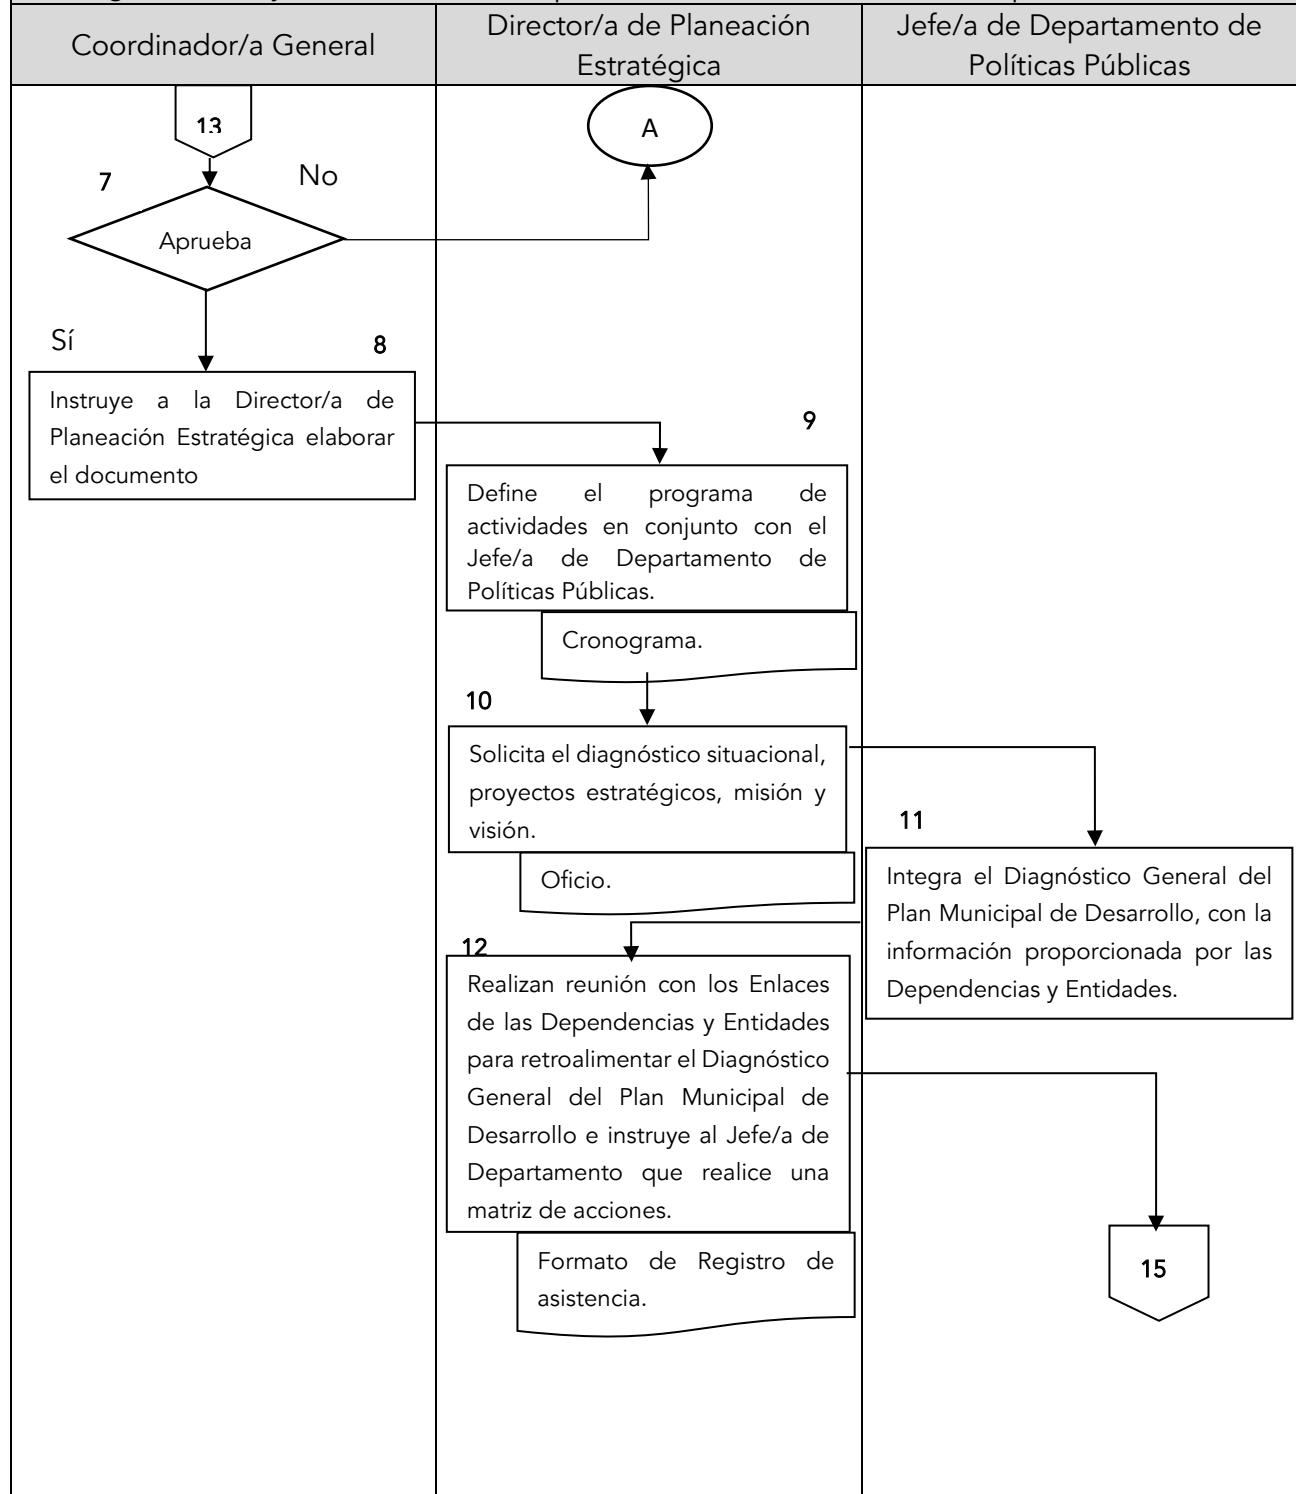 Coordinador/a General
Director/a de Planeación
Estratégica
Jefe/a de Departamento de
Políticas Públicas
13
A
7
No
Aprueba
Sí
8
Instruye a la Director/a de
Planeación Estratégica elaborar
el documento
9
Define el programa de
actividades en conjunto con el
Jefe/a de Departamento de
Políticas Públicas.
Cronograma.
10
Solicita el diagnóstico situacional,
proyectos estratégicos, misión y
visión.
Oficio.
11
Integra el Diagnóstico General del
Plan Municipal de Desarrollo, con la
información proporcionada por las
Dependencias y Entidades.
12
Realizan reunión con los Enlaces
de las Dependencias y Entidades
para retroalimentar el Diagnóstico
General del Plan Municipal de
Desarrollo e instruye al Jefe/a de
Departamento que realice una
matriz de acciones.
Formato de Registro de
asistencia.
15